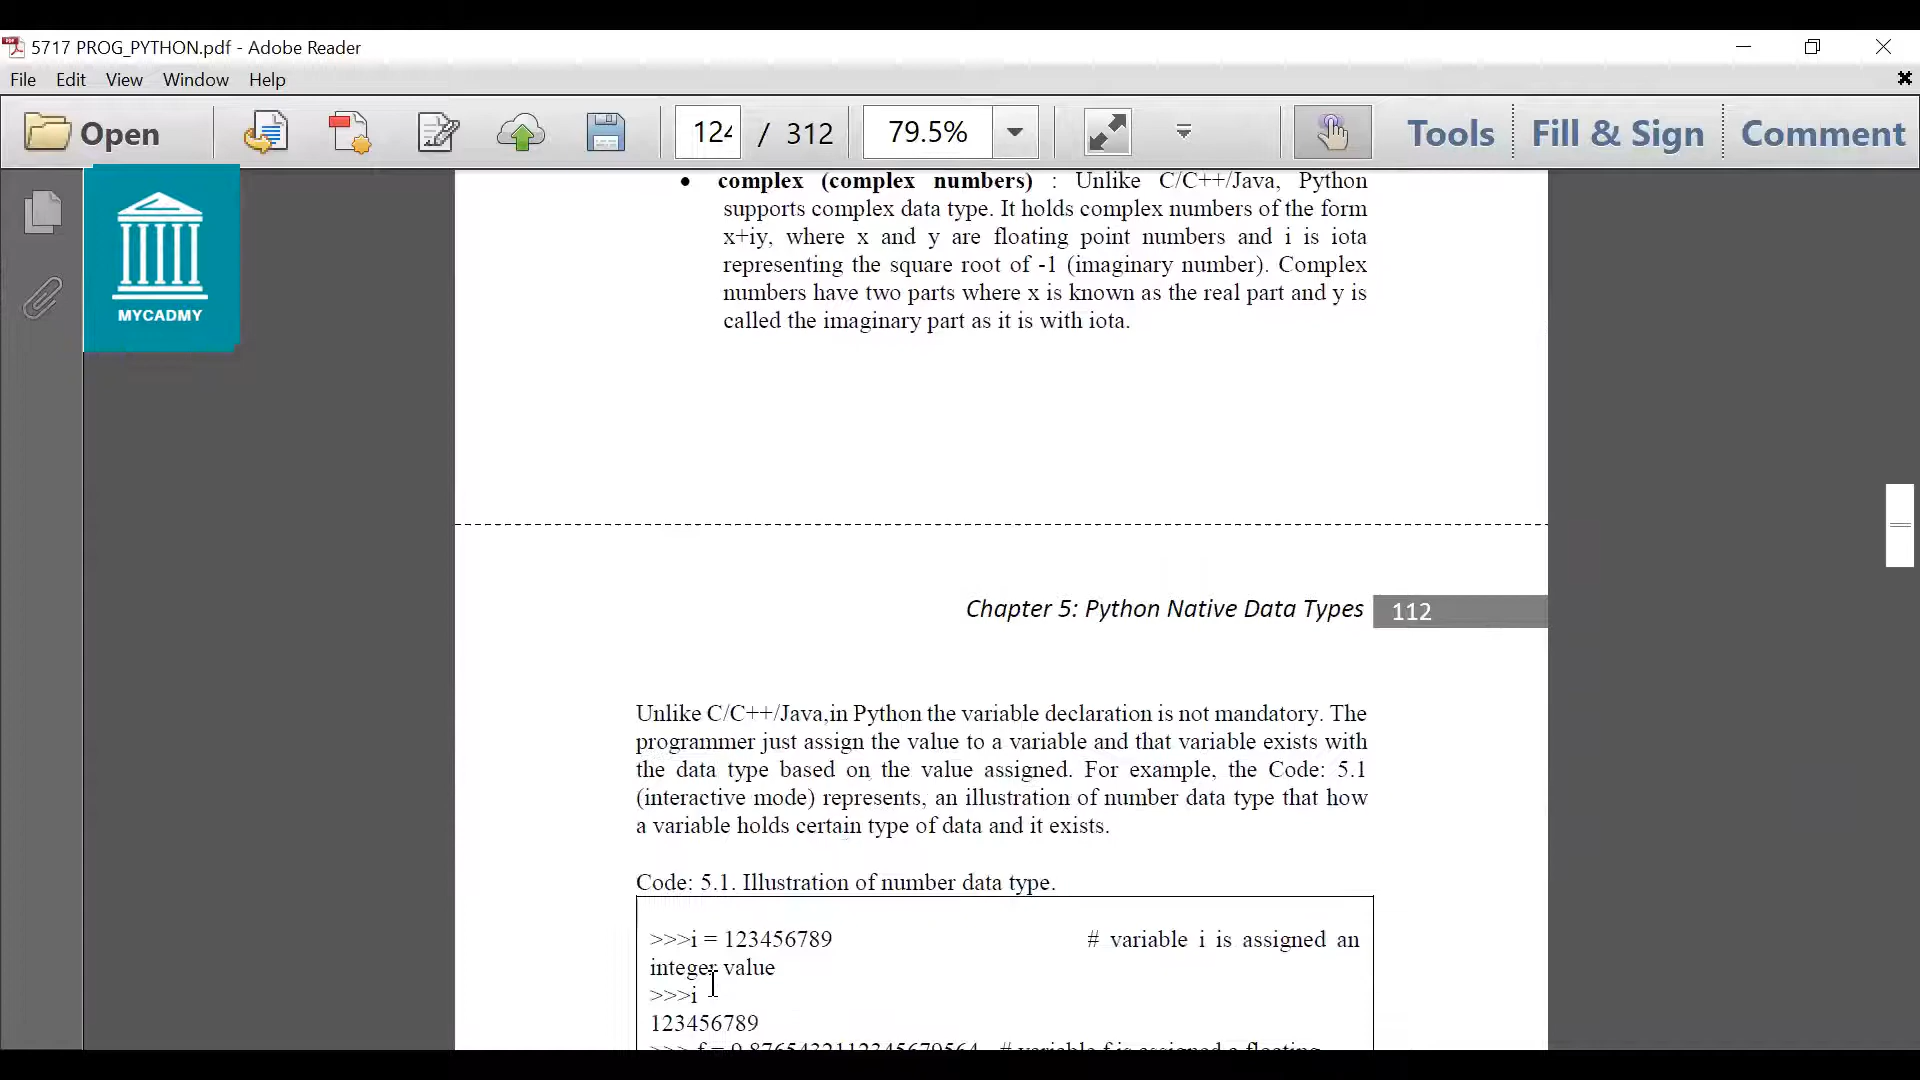 5717 PROG_PYTHON.pdf - Adobe Reader
File Edit View Window Help
Open 124 / 312 79.5% Tools Fill & Sign Comment
MYCADMY
• complex (complex numbers) : Unlike C/C++/Java, Python
supports complex data type. It holds complex numbers of the form
x+iy, where x and y are floating point numbers and i is iota
representing the square root of -1 (imaginary number). Complex
numbers have two parts where x is known as the real part and y is
called the imaginary part as it is with iota.
Chapter 5: Python Native Data Types 112
Unlike C/C++/Java,in Python the variable declaration is not mandatory. The
programmer just assign the value to a variable and that variable exists with
the data type based on the value assigned. For example, the Code: 5.1
(interactive mode) represents, an illustration of number data type that how
a variable holds certain type of data and it exists.
Code: 5.1. Illustration of number data type.
>>>i = 123456789 # variable i is assigned an
integer value
>>>i
123456789
>>> f = 9.8765432112345679564 # variable f is assigned a floating